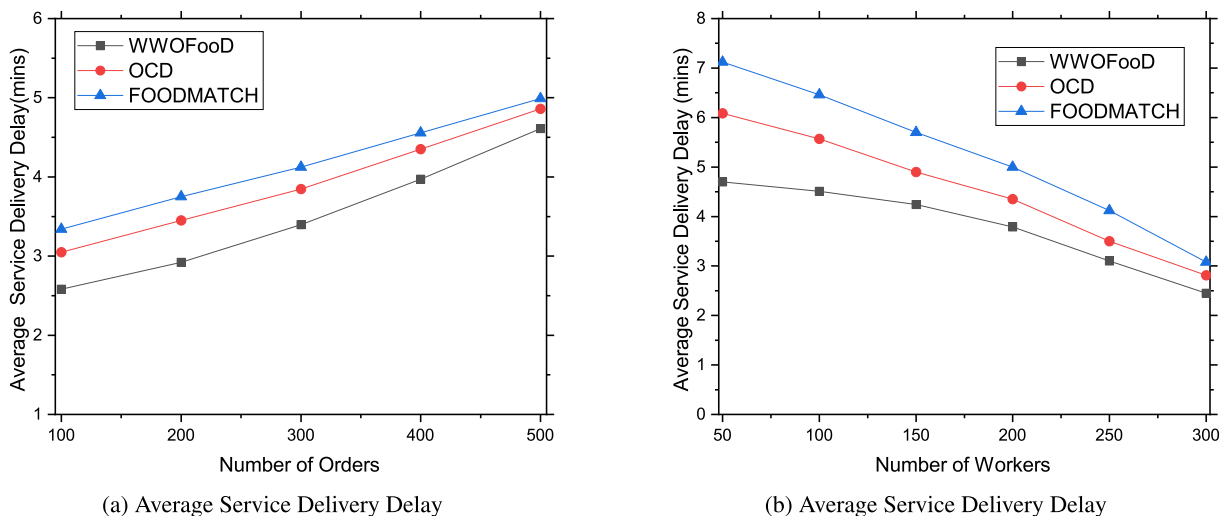 6
5
4
3
2
1
Average Service Delivery Delay(mins)
WWOFooD
OCD
FOODMATCH
100 200 300 400 500
Number of Orders
(a) Average Service Delivery Delay
8
7
6
5
4
3
2
1
0
Average Service Delivery Delay (mins)
WWOFooD
OCD
FOODMATCH
50 100 150 200 250 300
Number of Workers
(b) Average Service Delivery Delay